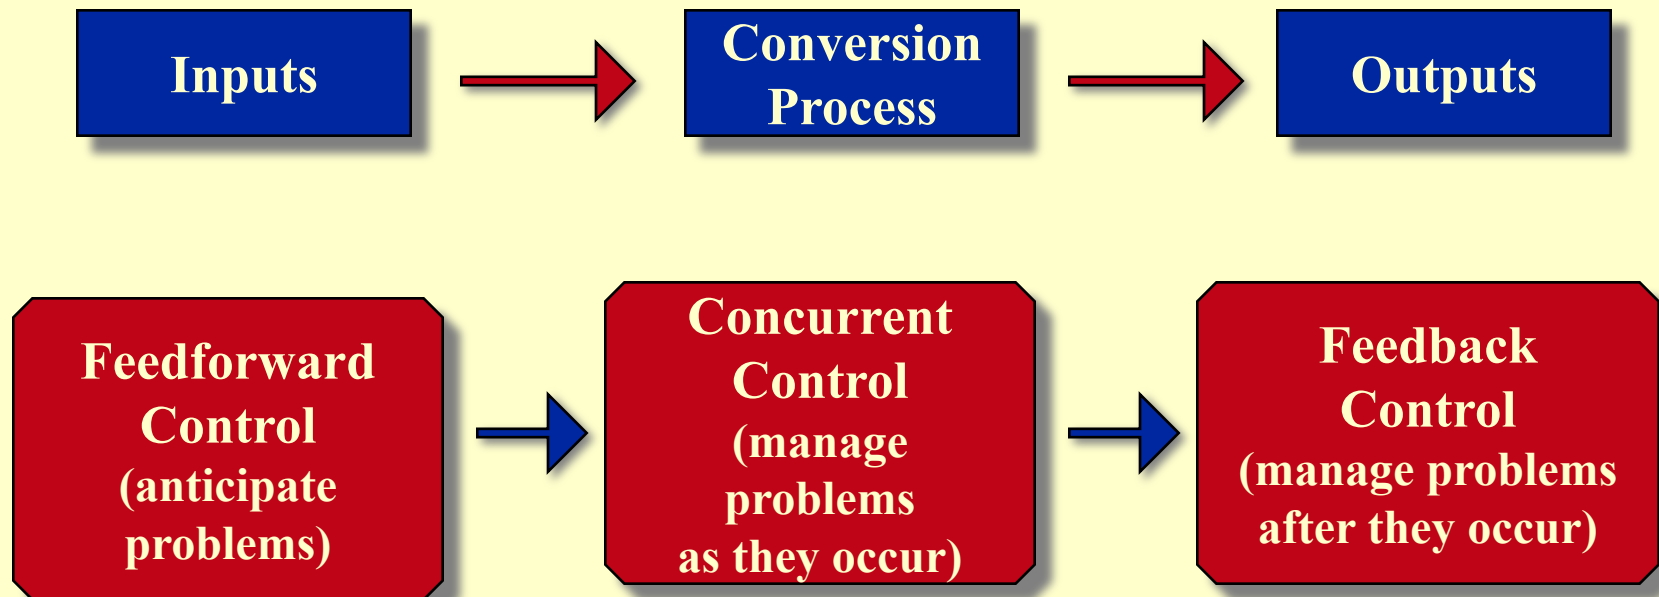 Inputs
Conversion
Process
Outputs
Feedforward
Control
(anticipate
problems)
Concurrent
Control
(manage
problems
as they occur)
Feedback
Control
(manage problems
after they occur)